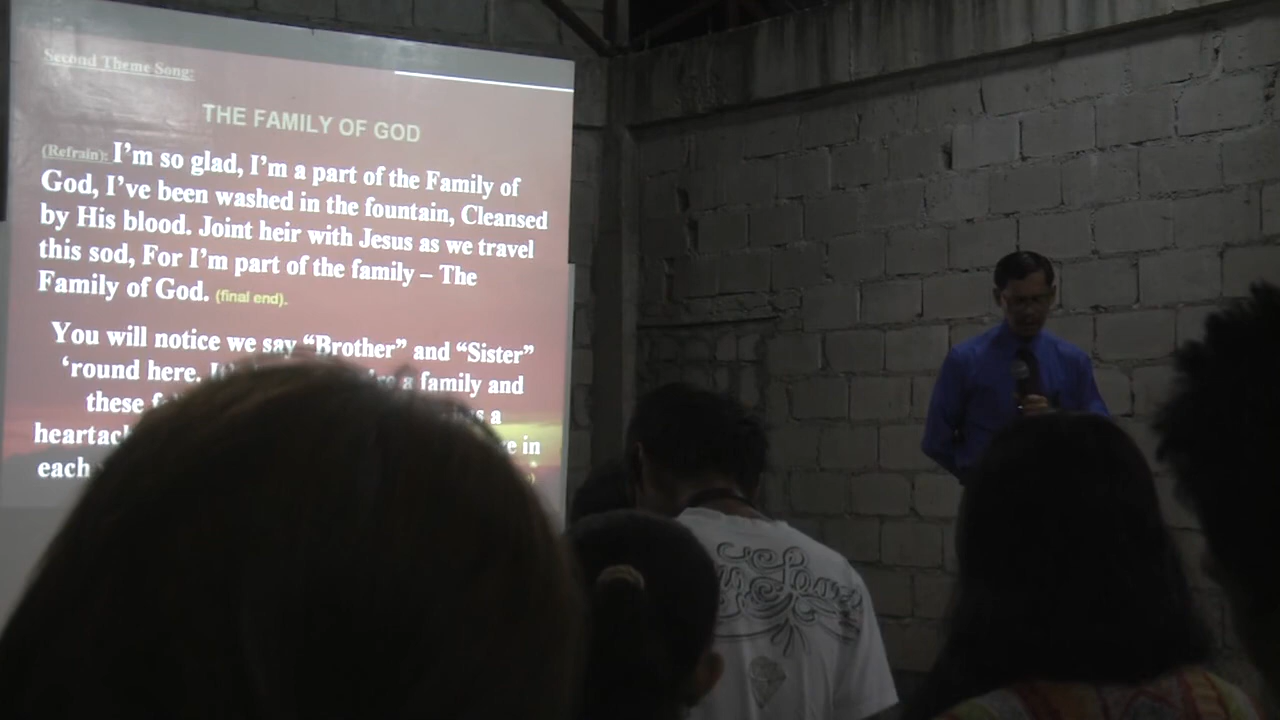 Second Theme Song:
THE FAMILY OF GOD
(Refrain): I'm so glad, I'm a part of the Family of
God, I've been washed in the fountain, Cleansed
by His blood. Joint heir with Jesus as we travel
this sod, For I'm part of the family – The
Family of God. (final end).
You will notice we say “Brother” and “Sister”
‘round here. a family and
these a
heartach in
each